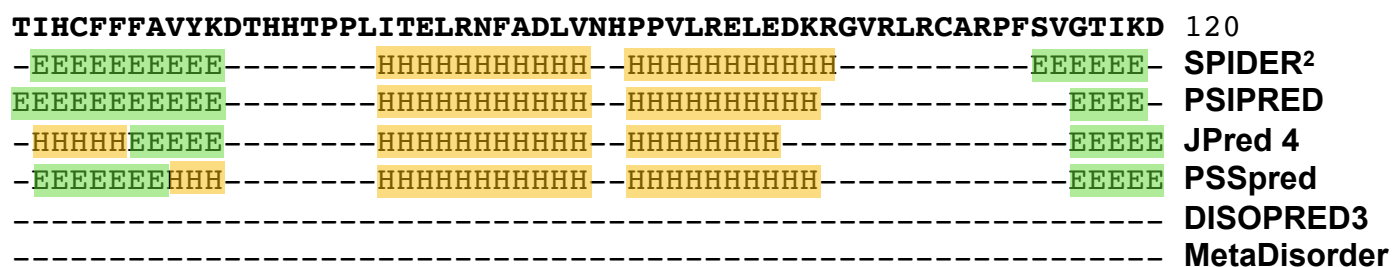 TIHCFFFAVYKDTHHTPPLITELRNFADLVNHPPVLRELEDKRGVRLRCARPFSVGTIKD 120
-EEEEEEEEEE--------HHHHHHHHHHH--HHHHHHHHHHH----------EEEEEE- SPIDER²
EEEEEEEEEEE--------HHHHHHHHHHH--HHHHHHHHHH-------------EEEE- PSIPRED
-HHHHHEEEEE--------HHHHHHHHHHH--HHHHHHHH---------------EEEEE JPred 4
-EEEEEEEHHH--------HHHHHHHHHHH--HHHHHHHHHH-------------EEEEE PSSpred
------------------------------------------------------------ DISOPRED3
------------------------------------------------------------ MetaDisorder